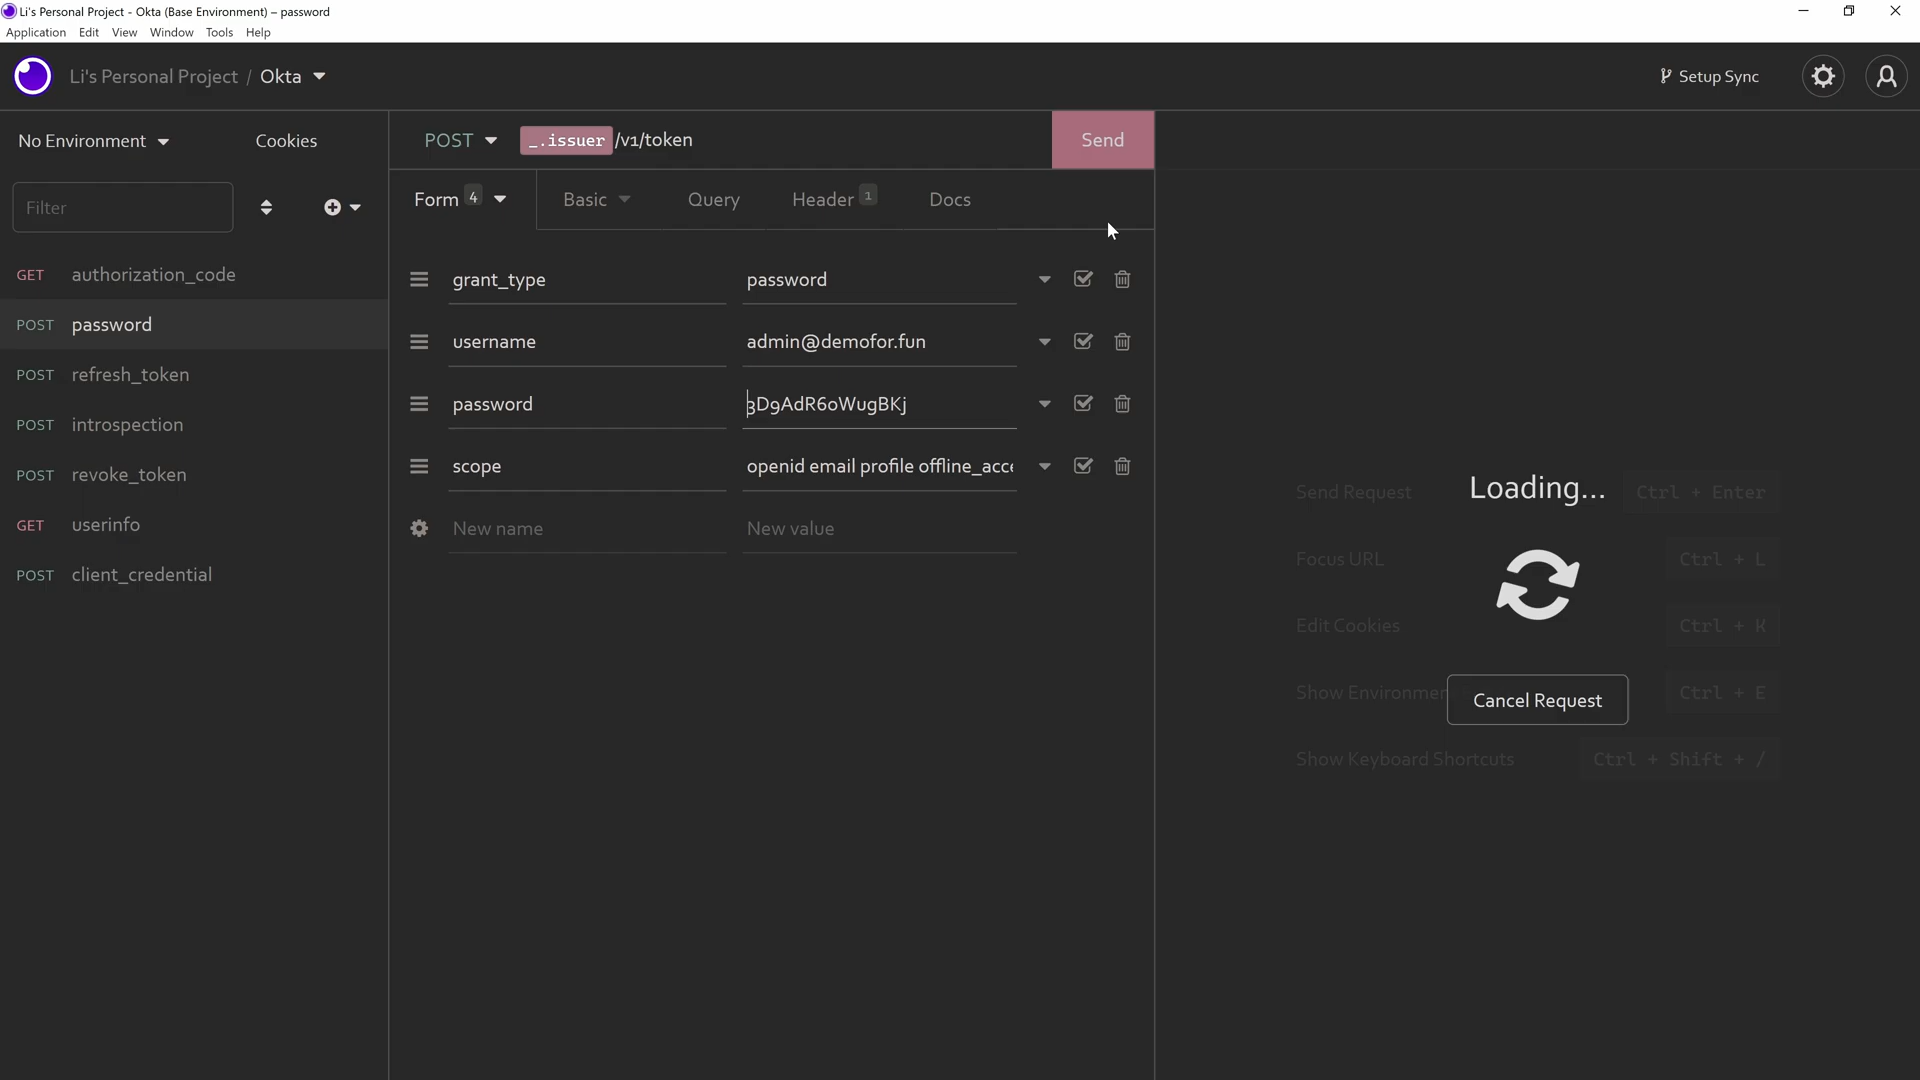 Li's Personal Project - Okta (Base Environment) – password
Application Edit View Window Tools Help
Li's Personal Project / Okta
Setup Sync
No Environment Cookies
POST _.issuer /v1/token Send
Form 4 Basic Query Header 1 Docs
Filter
GET authorization_code
POST password
POST refresh_token
POST introspection
POST revoke_token
GET userinfo
POST client_credential
grant_type password
username admin@demofor.fun
password 3D9AdR6oWugBKj
scope openid email profile offline_acce
New name New value
Loading...
Send Request Ctrl + Enter
Focus URL Ctrl + L
Edit Cookies Ctrl + K
Show Environmen Ctrl + E
Cancel Request
Show Keyboard Shortcuts Ctrl + Shift + /